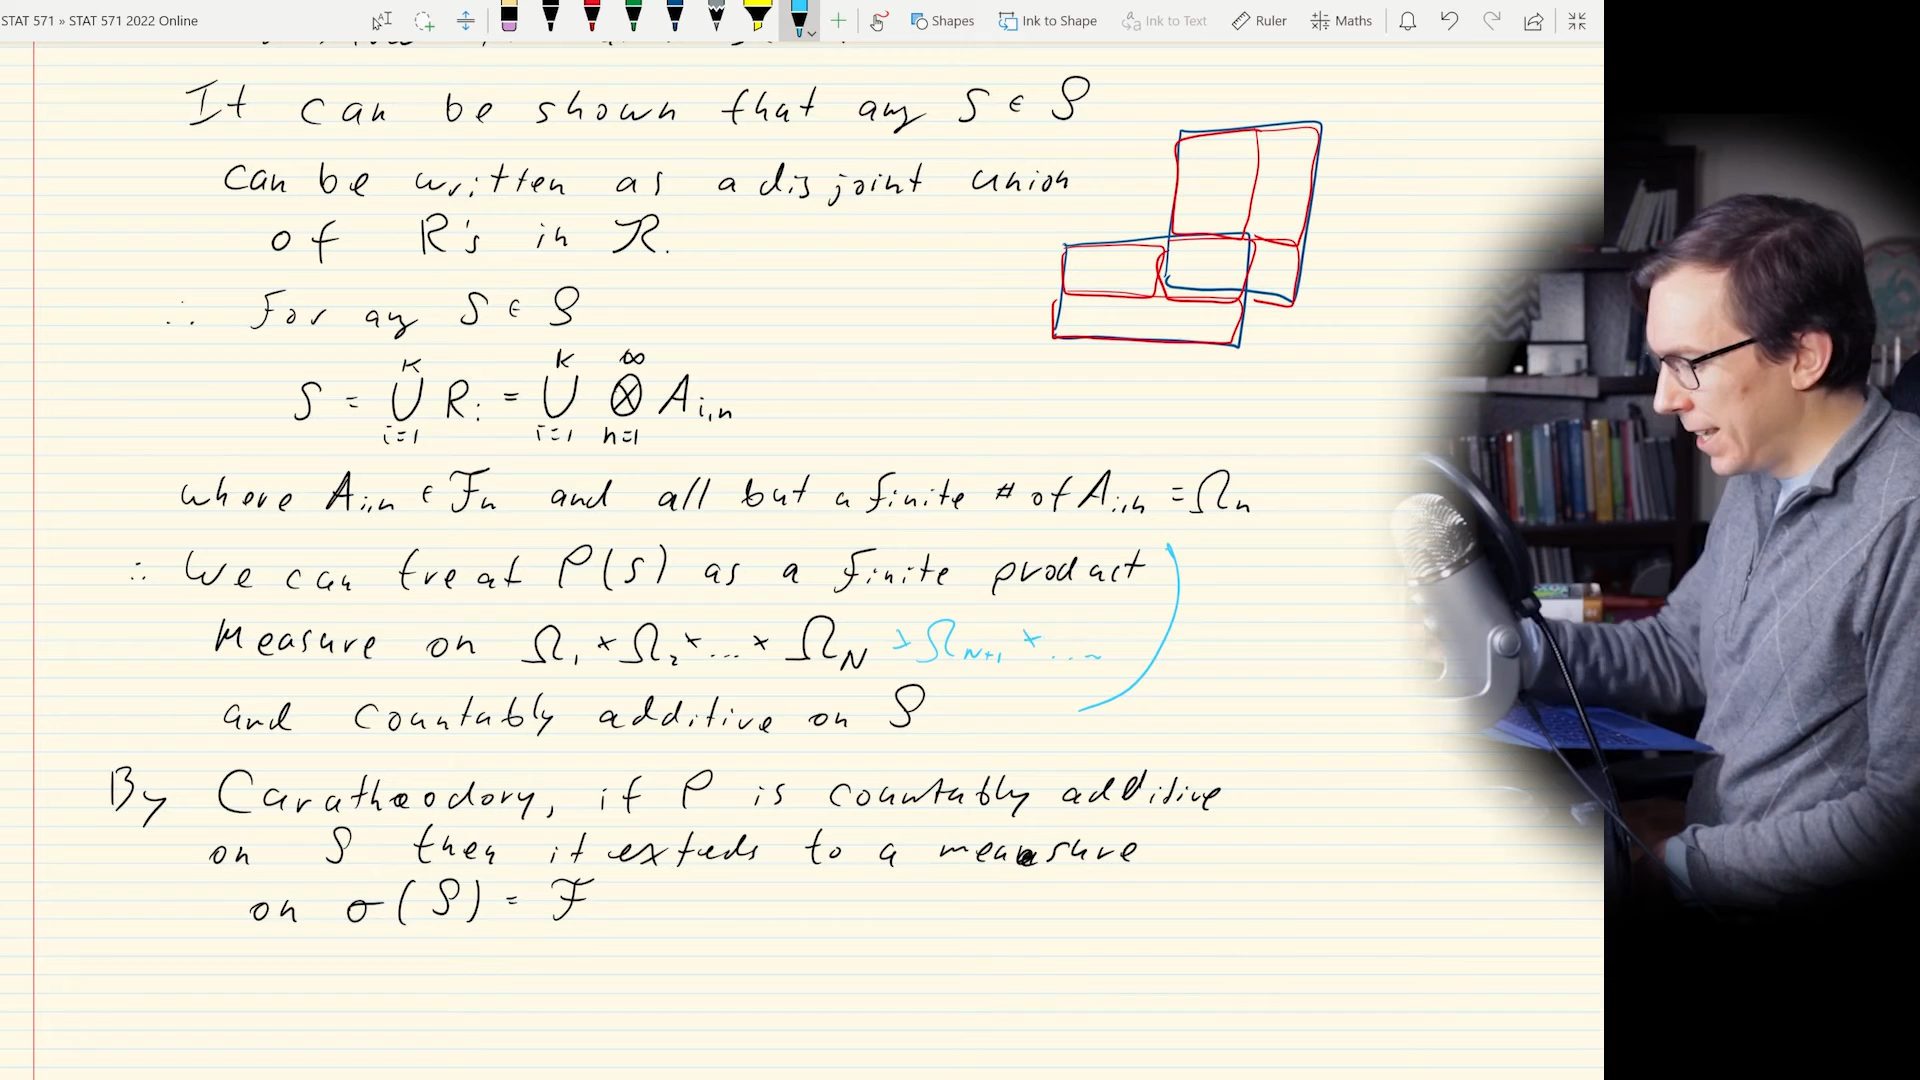 STAT 571 » STAT 571 2022 Online
Shapes Ink to Shape Ink to Text Ruler Maths
It can be shown that any S ∈ 𝒮
can be written as a disjoint union
of R's in ℛ.
∴ For any S ∈ 𝒮
S = ⋃_{i=1}^{K} R_i = ⋃_{i=1}^{K} ⨂_{n=1}^{∞} A_{i,n}
where A_{i,n} ∈ ℱ_n and all but a finite # of A_{i,n} = Ω_n
∴ We can treat P(S) as a finite product
measure on Ω_1 × Ω_2 × ... × Ω_N × Ω_{N+1} × ...
and countably additive on 𝒮
By Caratheodory, if P is countably additive
on 𝒮 then it extends to a measure
on σ(𝒮) = ℱ